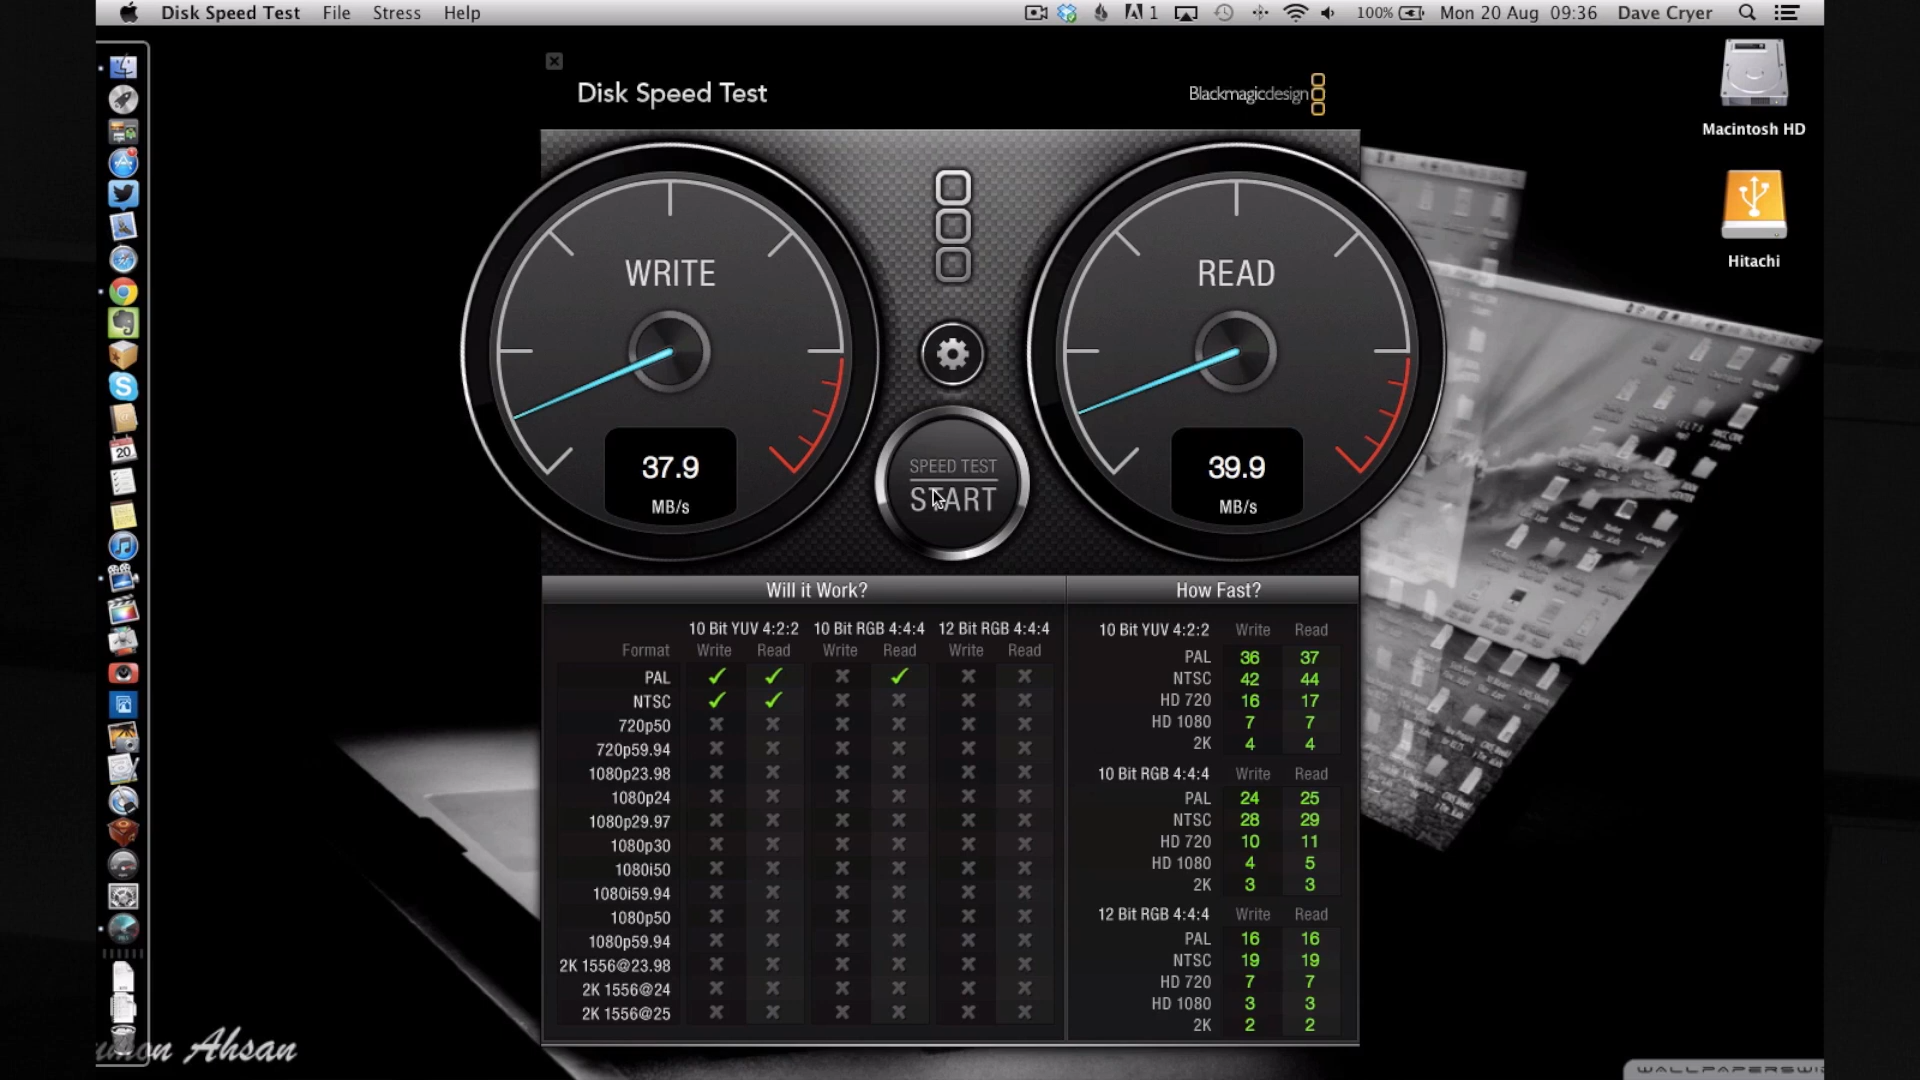 Disk Speed Test File Stress Help 1 100% Mon 20 Aug 09:36 Dave Cryer
Disk Speed Test
Blackmagicdesign
Macintosh HD
Hitachi
WRITE
READ
37.9
MB/s
39.9
MB/s
SPEED TEST
START
Will it Work?
How Fast?
10 Bit YUV 4:2:2 10 Bit RGB 4:4:4 12 Bit RGB 4:4:4
Format Write Read Write Read Write Read
PAL
NTSC
720p50
720p59.94
1080p23.98
1080p24
1080p29.97
1080p30
1080i50
1080i59.94
1080p50
1080p59.94
2K 1556@23.98
2K 1556@24
2K 1556@25
10 Bit YUV 4:2:2 Write Read
PAL 36 37
NTSC 42 44
HD 720 16 17
HD 1080 7 7
2K 4 4
10 Bit RGB 4:4:4 Write Read
PAL 24 25
NTSC 28 29
HD 720 10 11
HD 1080 4 5
2K 3 3
12 Bit RGB 4:4:4 Write Read
PAL 16 16
NTSC 19 19
HD 720 7 7
HD 1080 3 3
2K 2 2
20
Ahsan